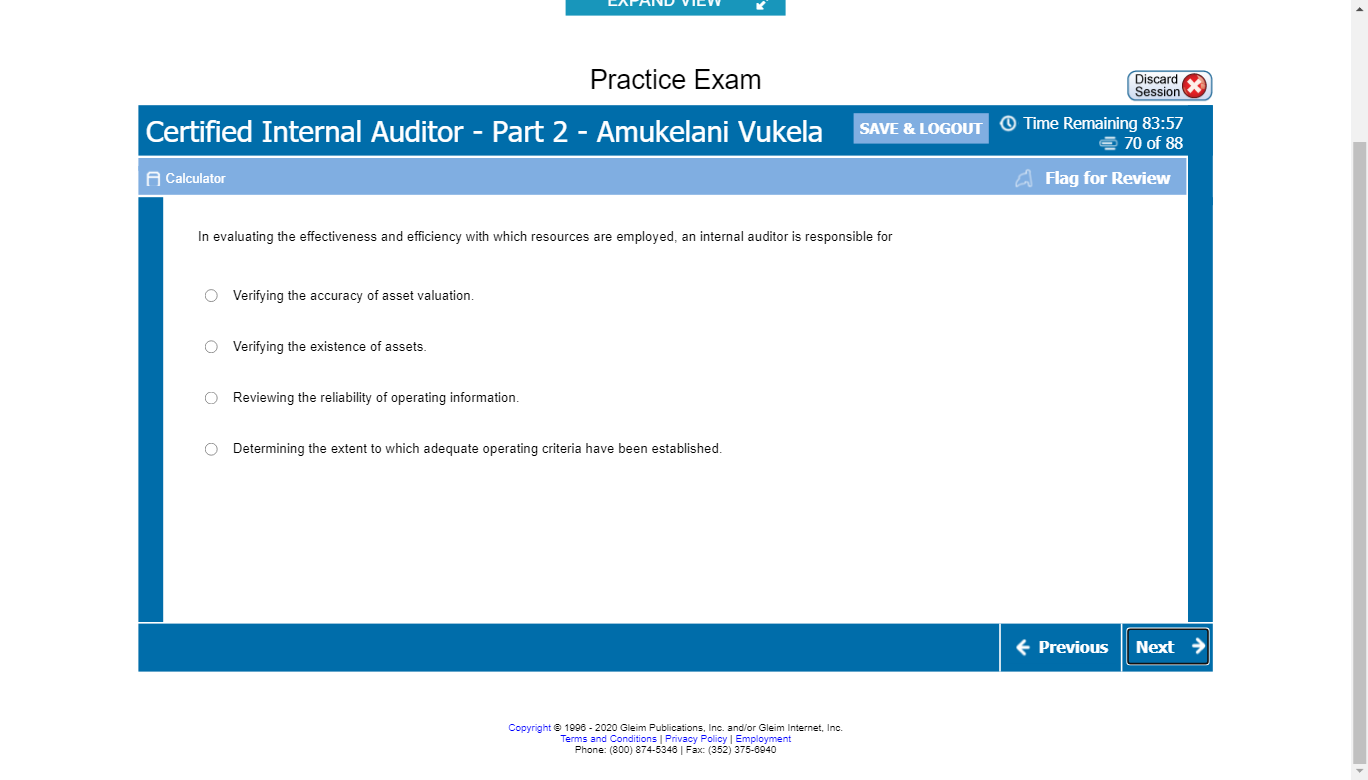 EXPAND VIEW
Practice Exam
Discard
Session
Certified Internal Auditor - Part 2 - Amukelani Vukela
SAVE & LOGOUT
Time Remaining 83:57
70 of 88
Calculator
Flag for Review
In evaluating the effectiveness and efficiency with which resources are employed, an internal auditor is responsible for
Verifying the accuracy of asset valuation.
Verifying the existence of assets.
Reviewing the reliability of operating information.
Determining the extent to which adequate operating criteria have been established.
Previous
Next
Copyright © 1996 - 2020 Gleim Publications, Inc. and/or Gleim Internet, Inc.
Terms and Conditions | Privacy Policy | Employment
Phone: (800) 874-5346 | Fax: (352) 375-6940